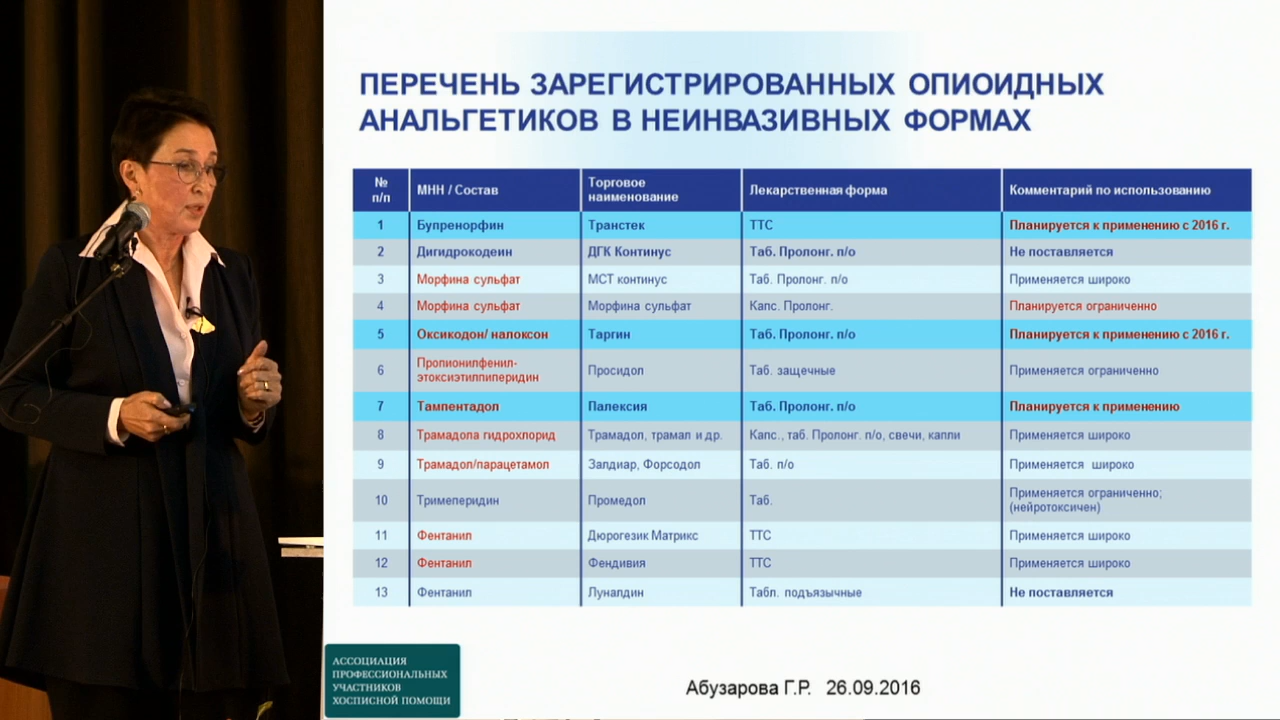 ПЕРЕЧЕНЬ ЗАРЕГИСТРИРОВАННЫХ ОПИОИДНЫХ
АНАЛЬГЕТИКОВ В НЕИНВАЗИВНЫХ ФОРМАХ
№ п/п МНН / Состав Торговое наименование Лекарственная форма Комментарий по использованию
1 Бупренорфин Транстек ТТС Планируется к применению с 2016 г.
2 Дигидрокодеин ДГК Континус Таб. Пролонг. п/о Не поставляется
3 Морфина сульфат МСТ континус Таб. Пролонг. п/о Применяется широко
4 Морфина сульфат Морфина сульфат Капс. Пролонг. Планируется ограниченно
5 Оксикодон/ налоксон Таргин Таб. Пролонг. п/о Планируется к применению с 2016 г.
6 Пропионилфенил-этоксиэтилпиперидин Просидол Таб. защечные Применяется ограниченно
7 Тампентадол Палексия Таб. Пролонг. п/о Планируется к применению
8 Трамадола гидрохлорид Трамадол, трамал и др. Капс., таб. Пролонг. п/о, свечи, капли Применяется широко
9 Трамадол/парацетамол Залдиар, Форсодол Таб. п/о Применяется широко
10 Тримеперидин Промедол Таб. Применяется ограниченно; (нейротоксичен)
11 Фентанил Дюрогезик Матрикс ТТС Применяется широко
12 Фентанил Фендивия ТТС Применяется широко
13 Фентанил Луналдин Табл. подъязычные Не поставляется
АССОЦИАЦИЯ
ПРОФЕССИОНАЛЬНЫХ
УЧАСТНИКОВ
ХОСПИСНОЙ ПОМОЩИ
Абузарова Г.Р. 26.09.2016